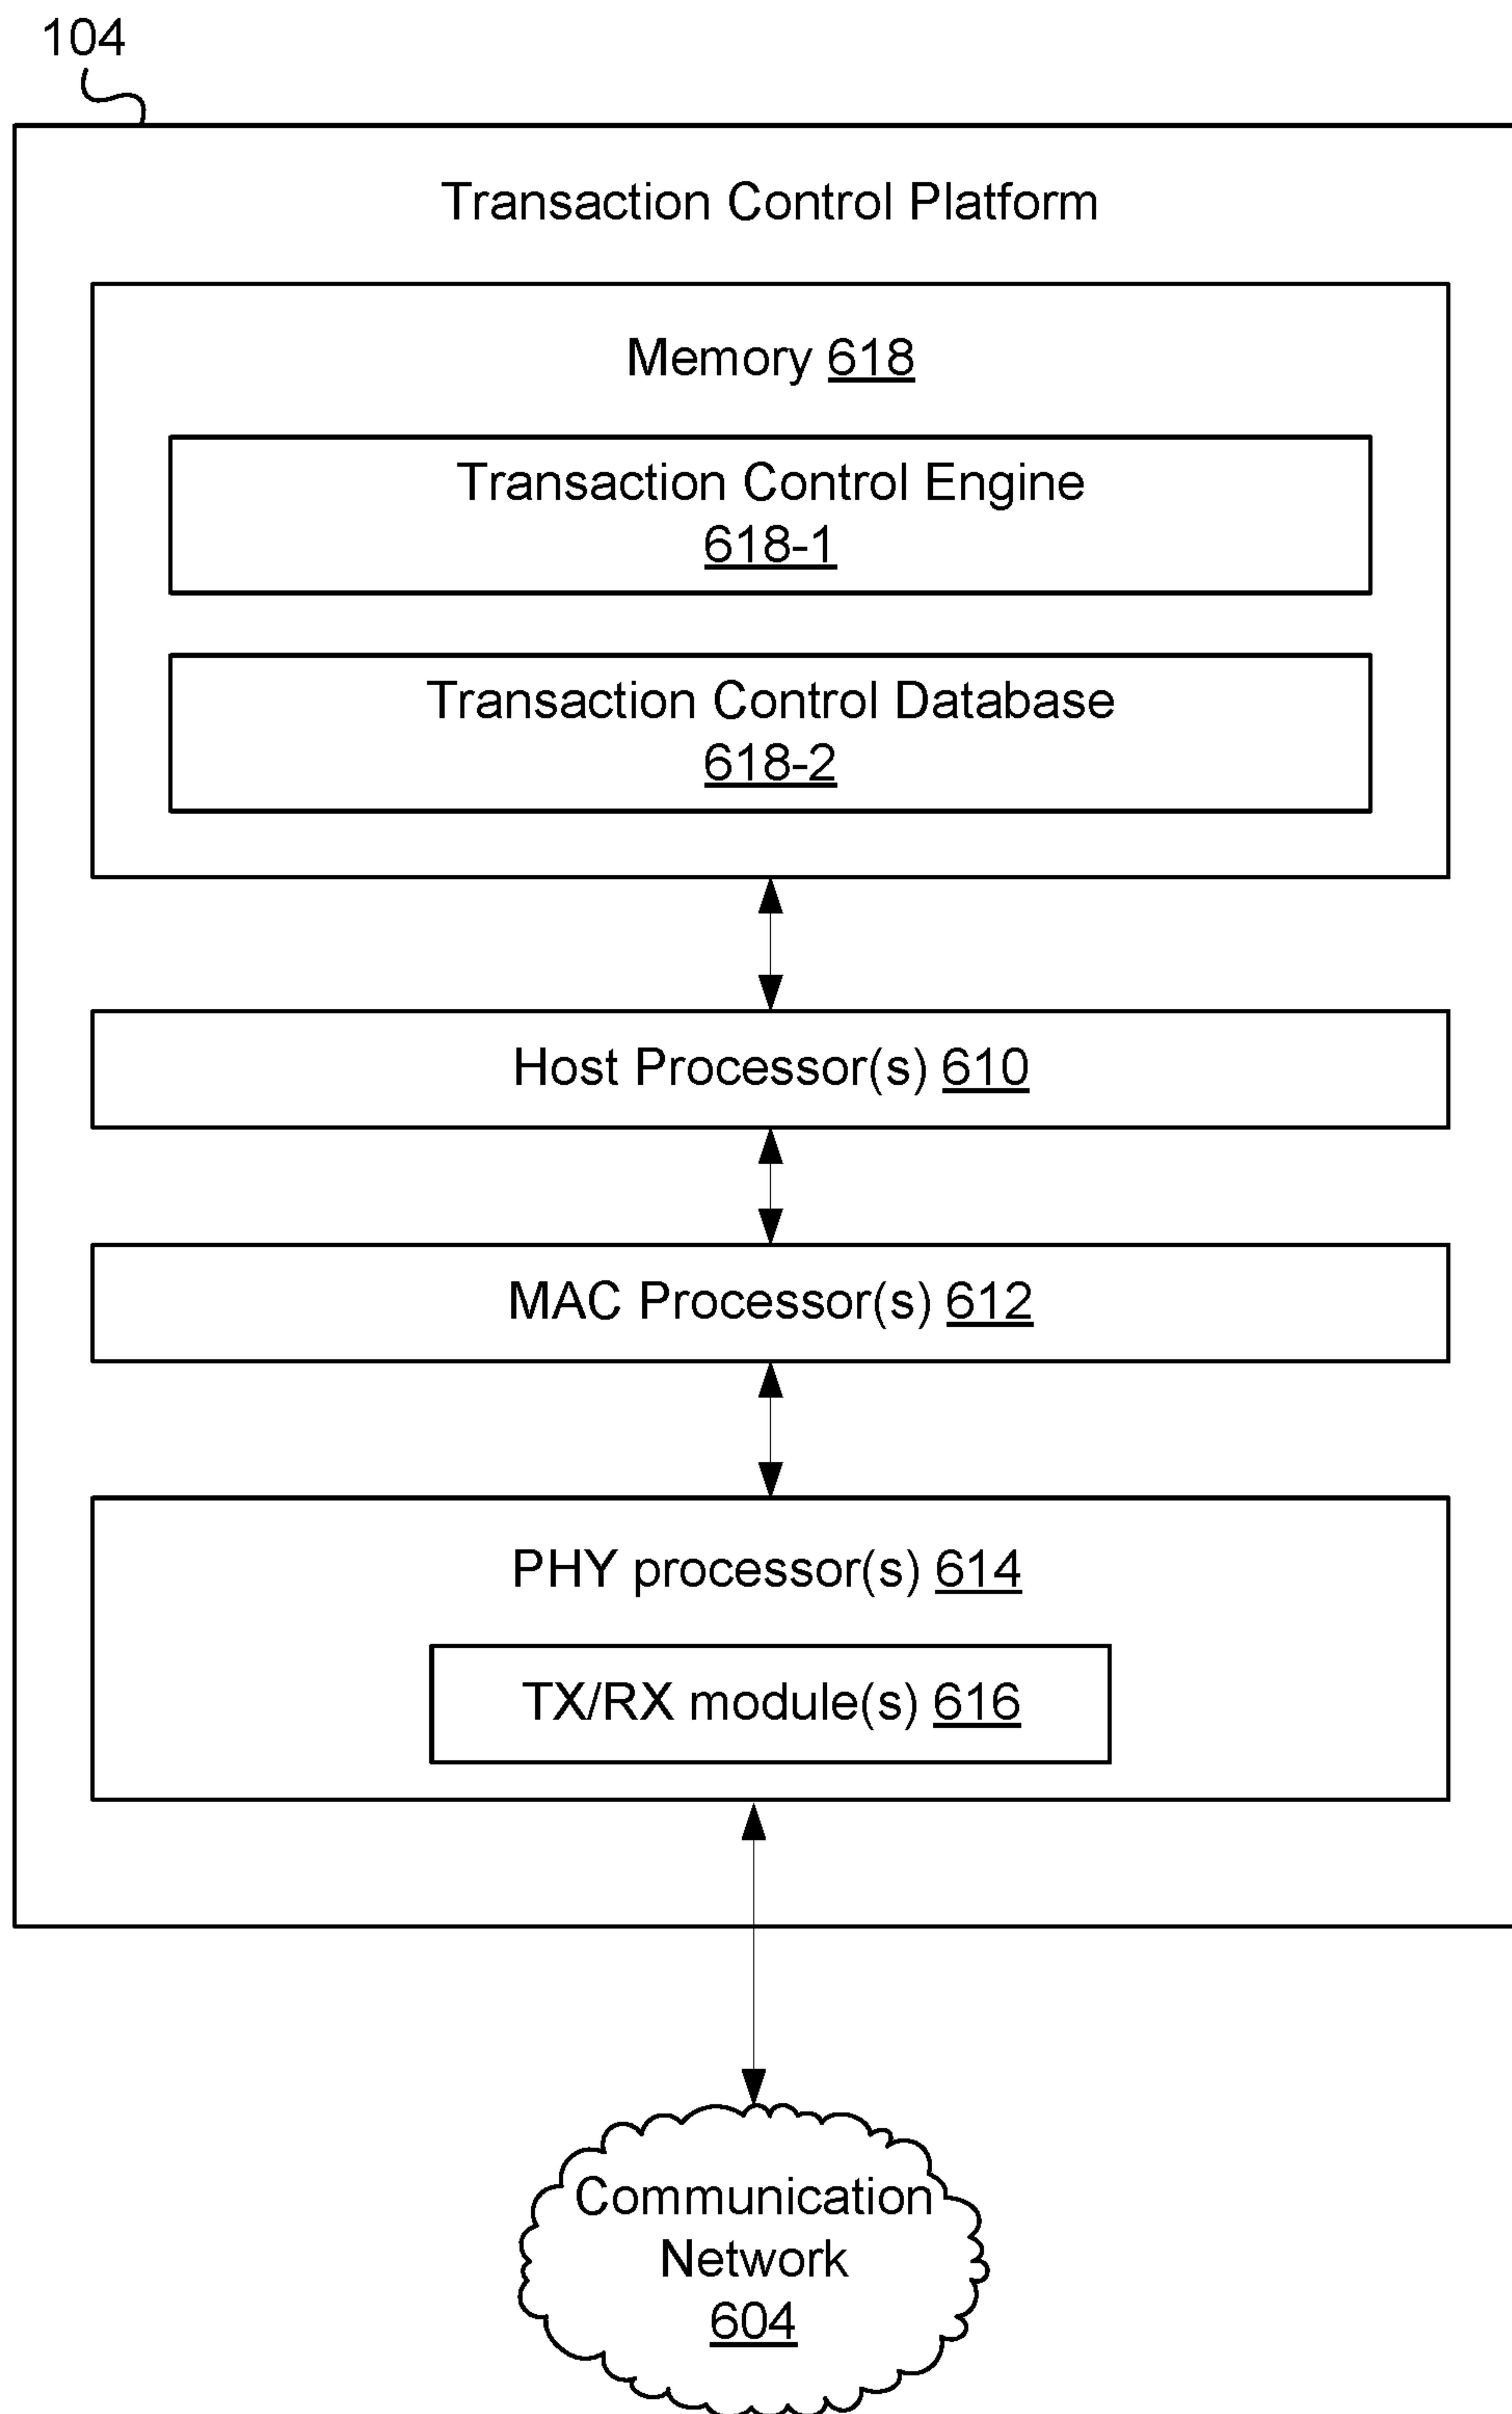 104
Transaction Control Platform
Memory 618
Transaction Control Engine
618-1
Transaction Control Database
618-2
Host Processor(s) 610
MAC Processor(s) 612
PHY processor(s) 614
TX/RX module(s) 616
Communication
Network
604